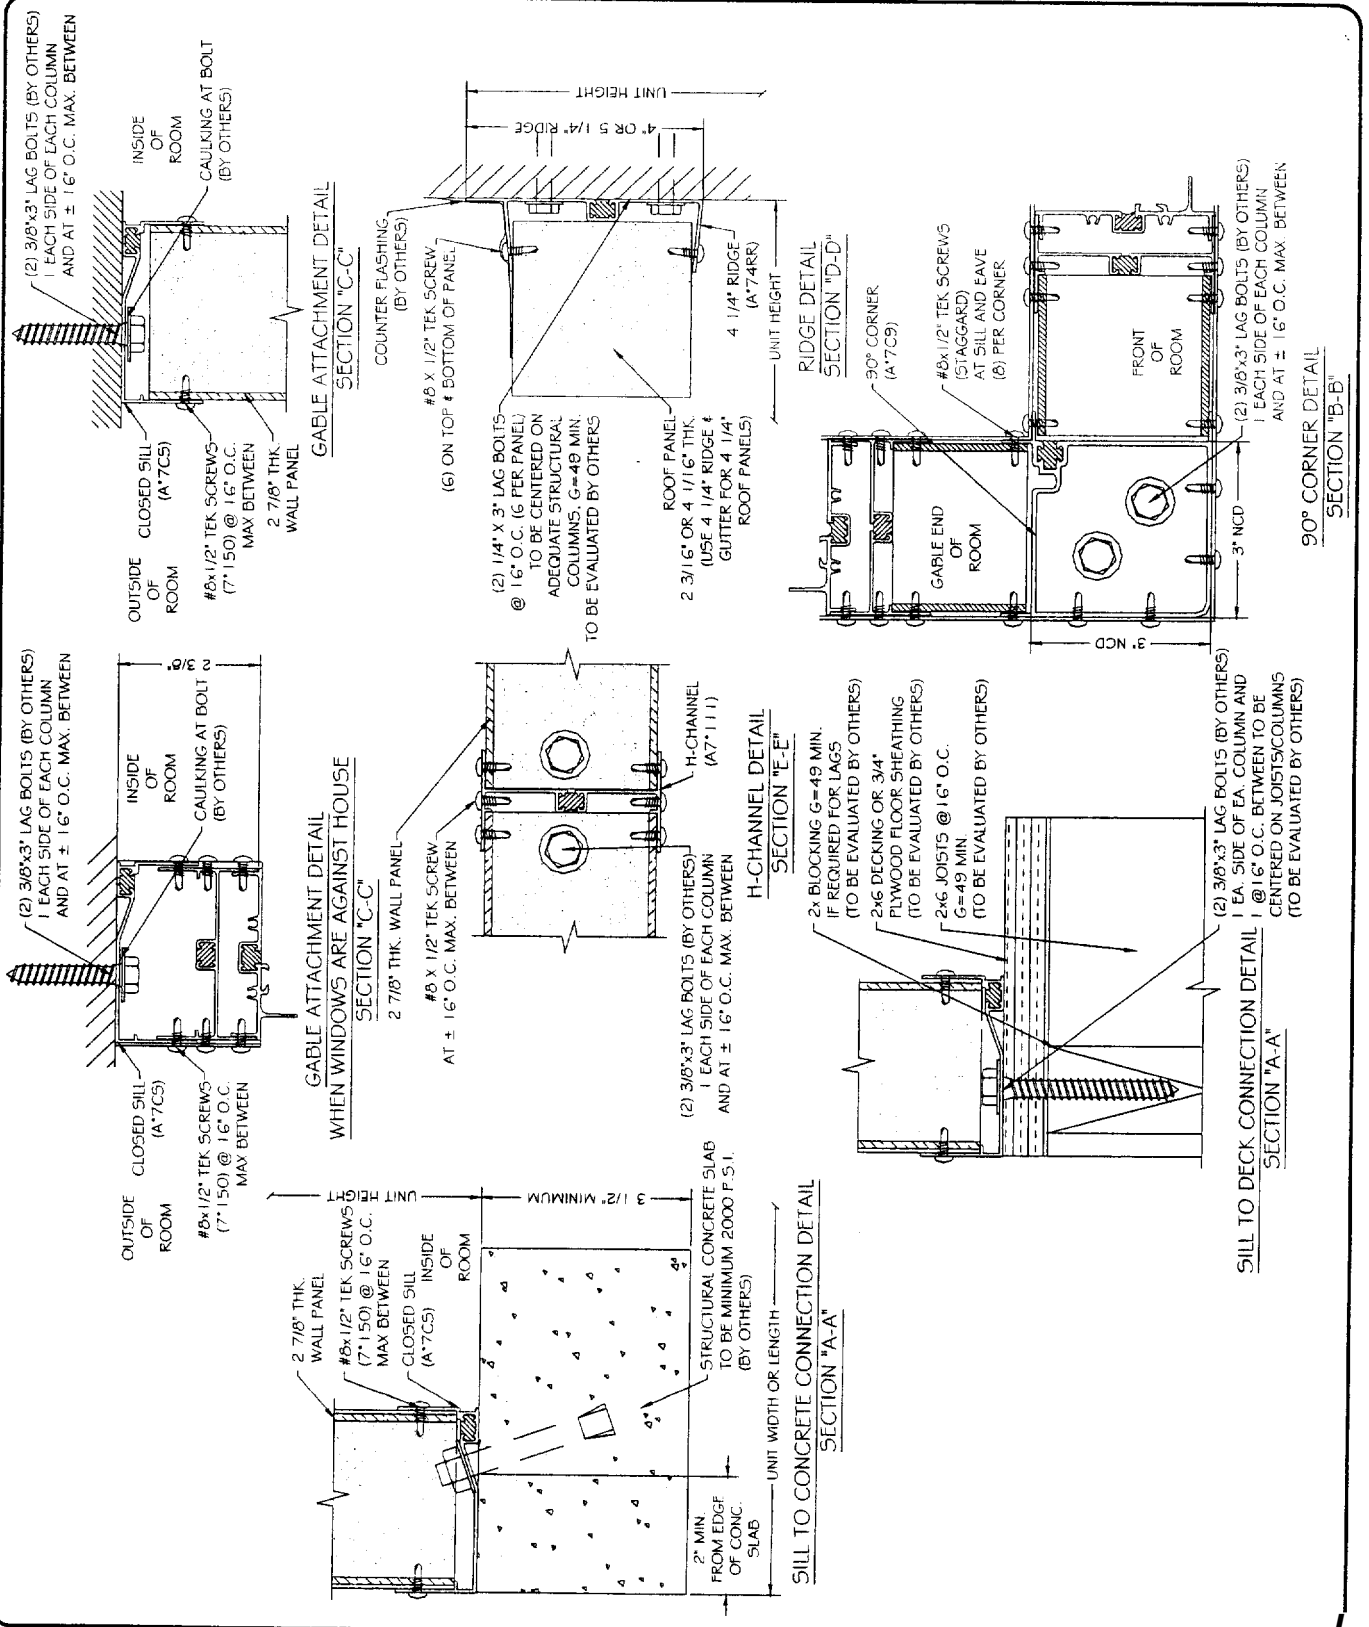 (2) 3/8"x3" LAG BOLTS (BY OTHERS)
1 EACH SIDE OF EACH COLUMN
AND AT ± 16" O.C. MAX. BETWEEN
OUTSIDE
OF
ROOM
CLOSED SILL
(A*7CS)
INSIDE
OF
ROOM
CAULKING AT BOLT
(BY OTHERS)
#8x1/2" TEK SCREWS
(7*150) @ 16" O.C.
MAX BETWEEN
2 7/8" THK.
WALL PANEL
GABLE ATTACHMENT DETAIL
SECTION "C-C"
(2) 3/8"x3" LAG BOLTS (BY OTHERS)
1 EACH SIDE OF EACH COLUMN
AND AT ± 16" O.C. MAX. BETWEEN
OUTSIDE
OF
ROOM
CLOSED SILL
(A*7CS)
INSIDE
OF
ROOM
2 3/8"
CAULKING AT BOLT
(BY OTHERS)
#8x1/2" TEK SCREWS
(7*150) @ 16" O.C.
MAX BETWEEN
GABLE ATTACHMENT DETAIL
WHEN WINDOWS ARE AGAINST HOUSE
SECTION "C-C"
COUNTER FLASHING
(BY OTHERS)
#8 X 1/2" TEK SCREW
(6) ON TOP & BOTTOM OF PANEL
UNIT HEIGHT
4" OR 5 1/4" RIDGE
(2) 1/4" X 3" LAG BOLTS
@ 16" O.C. (6 PER PANEL)
TO BE CENTERED ON
ADEQUATE STRUCTURAL
COLUMNS. G=.49 MIN.
TO BE EVALUATED BY OTHERS
ROOF PANEL
2 3/16" OR 4 1/16" THK.
(USE 4 1/4" RIDGE &
GUTTER FOR 4 1/4"
ROOF PANELS)
4 1/4" RIDGE
(A*74RR)
UNIT HEIGHT
RIDGE DETAIL
SECTION "D-D"
2 7/8" THK. WALL PANEL
#8 X 1/2" TEK SCREW
AT ± 16" O.C. MAX. BETWEEN
(2) 3/8"x3" LAG BOLTS (BY OTHERS)
1 EACH SIDE OF EACH COLUMN
AND AT ± 16" O.C. MAX. BETWEEN
H-CHANNEL
(A7*111)
H-CHANNEL DETAIL
SECTION "E-E"
90° CORNER
(A*7C9)
#8x1/2" TEK SCREWS
(STAGGARD)
AT SILL AND EAVE
(8) PER CORNER
GABLE END
OF
ROOM
FRONT
OF
ROOM
3" NCD
3" NCD
(2) 3/8"x3" LAG BOLTS (BY OTHERS)
1 EACH SIDE OF EACH COLUMN
AND AT ± 16" O.C. MAX. BETWEEN
90° CORNER DETAIL
SECTION "B-B"
2 7/8" THK.
WALL PANEL
#8x1/2" TEK SCREWS
(7*150) @ 16" O.C.
MAX BETWEEN
CLOSED SILL
(A*7CS)
INSIDE
OF
ROOM
UNIT HEIGHT
3 1/2" MINIMUM
STRUCTURAL CONCRETE SLAB
TO BE MINIMUM 2000 P.S.I.
(BY OTHERS)
2" MIN.
FROM EDGE
OF CONC.
SLAB
UNIT WIDTH OR LENGTH
SILL TO CONCRETE CONNECTION DETAIL
SECTION "A-A"
2x BLOCKING G=.49 MIN.
IF REQUIRED FOR LAGS
(TO BE EVALUATED BY OTHERS)
2x6 DECKING OR 3/4"
PLYWOOD FLOOR SHEATHING
(TO BE EVALUATED BY OTHERS)
2x6 JOISTS @16" O.C.
G=.49 MIN.
(TO BE EVALUATED BY OTHERS)
(2) 3/8"x3" LAG BOLTS (BY OTHERS)
1 EA. SIDE OF EA. COLUMN AND
1 @16" O.C. BETWEEN TO BE
CENTERED ON JOISTS/COLUMNS
(TO BE EVALUATED BY OTHERS)
SILL TO DECK CONNECTION DETAIL
SECTION "A-A"